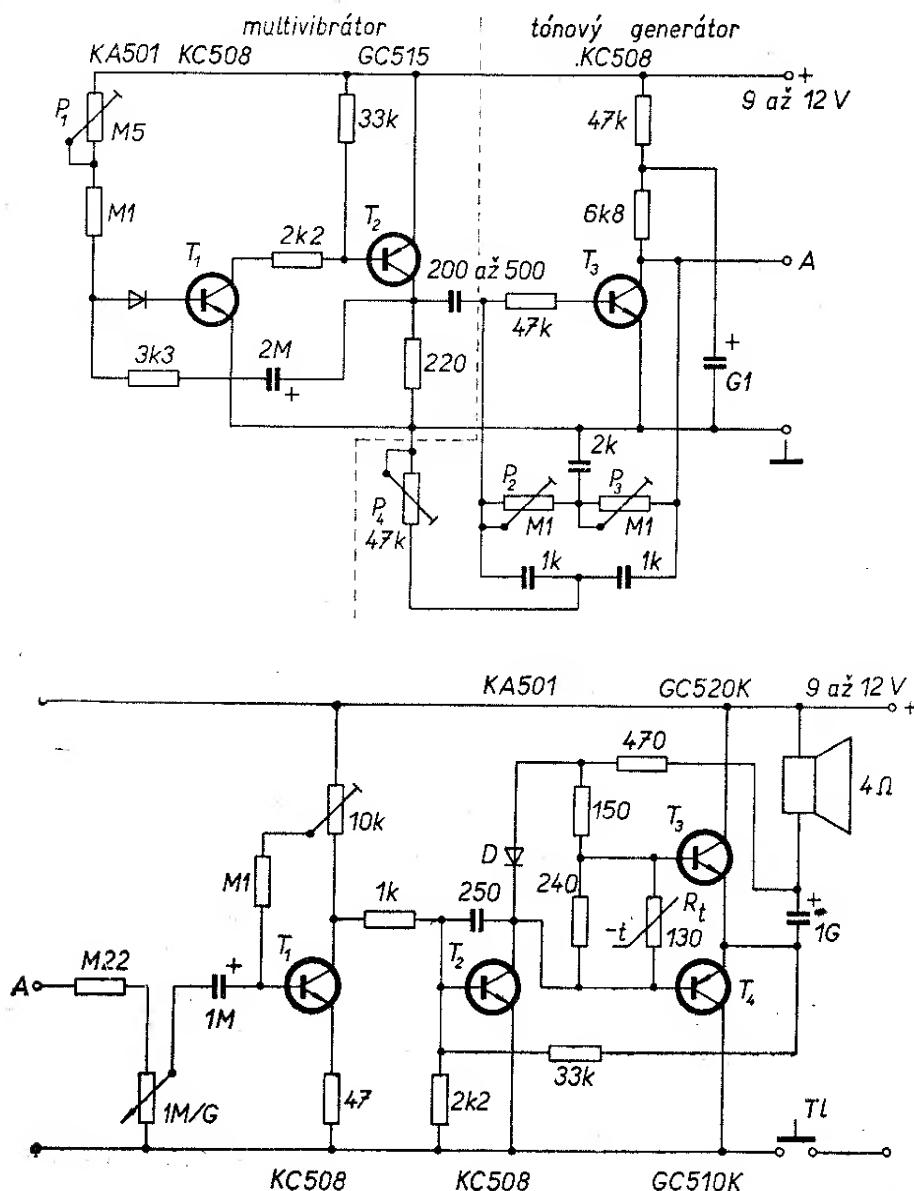 multivibrátor tónový generátor
KA501 KC508 GC515 KC508
+
9 až 12 V
P1 M5
33k
47k
M1
6k8
T1
2k2
T2
200 až 500
T3
A
47k
3k3
2M
+
220
+
G1
2k
P2
M1
P3
M1
P4
47k
1k
1k
KA501 GC520K 9 až 12 V
+
470
4Ω
150
10k
T3
D
M1
240
1k
250
Rt
-t
130
+
1G
A
M22
+
1M
T1
T2
T4
33k
1M/G
47
2k2
Tl
KC508 KC508 GC510K